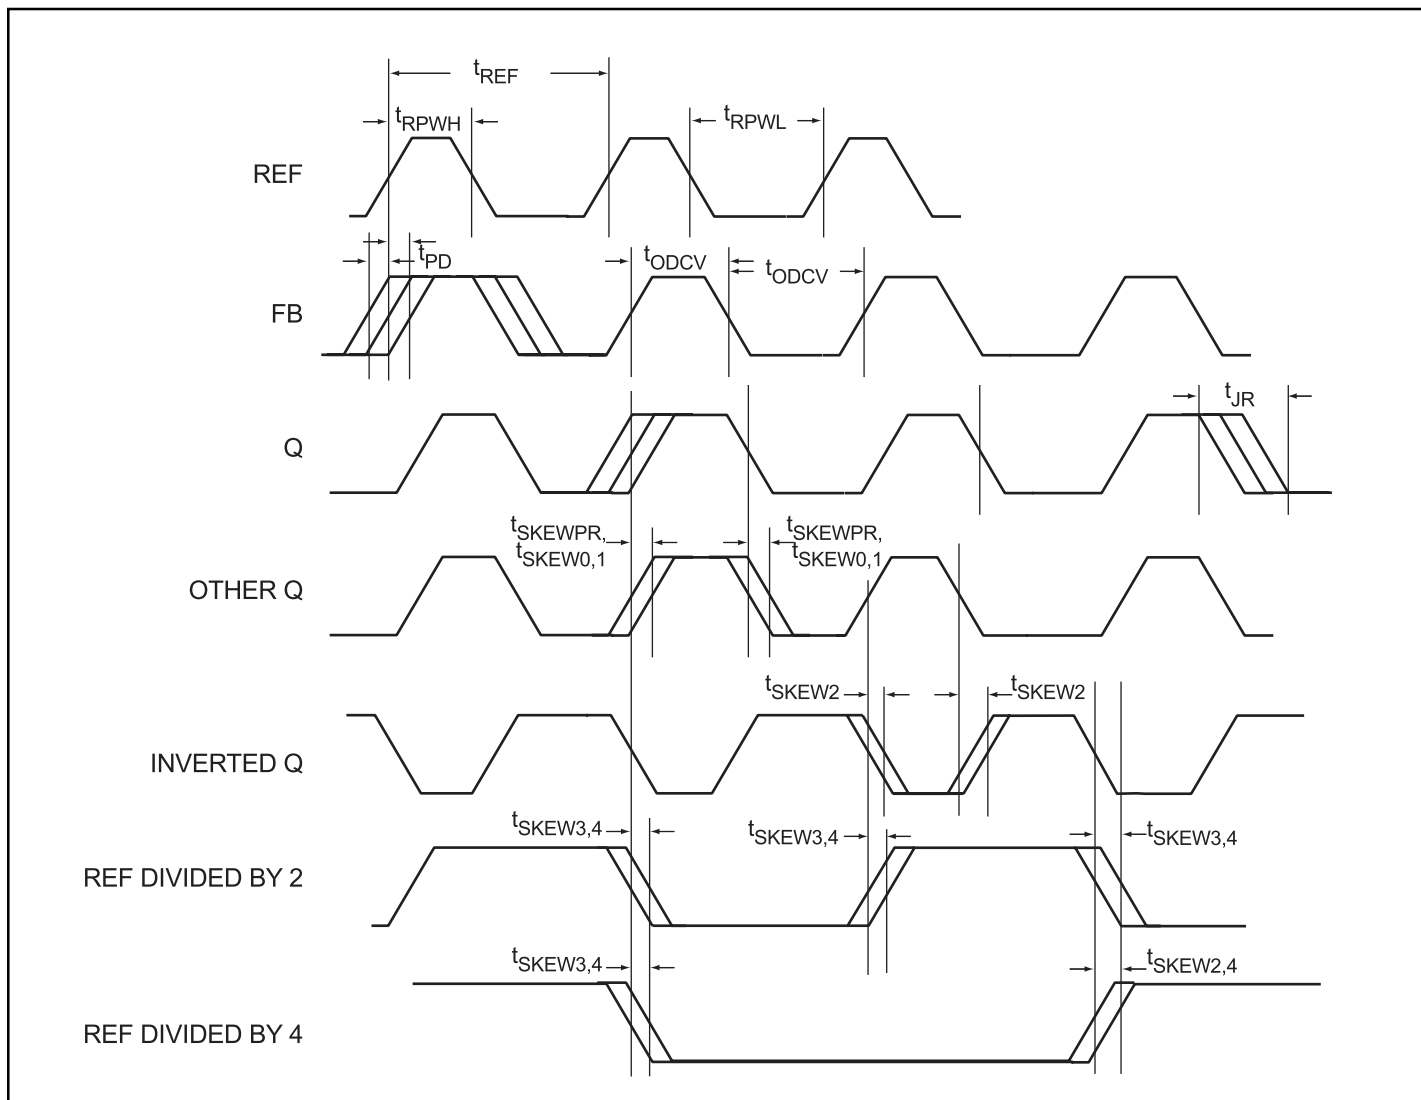 tREF
tRPWH
tRPWL
REF
tPD
tODCV
tODCV
FB
tJR
Q
tSKEWPR,
tSKEW0,1
tSKEWPR,
tSKEW0,1
OTHER Q
tSKEW2
tSKEW2
INVERTED Q
tSKEW3,4
tSKEW3,4
tSKEW3,4
REF DIVIDED BY 2
tSKEW3,4
tSKEW2,4
REF DIVIDED BY 4